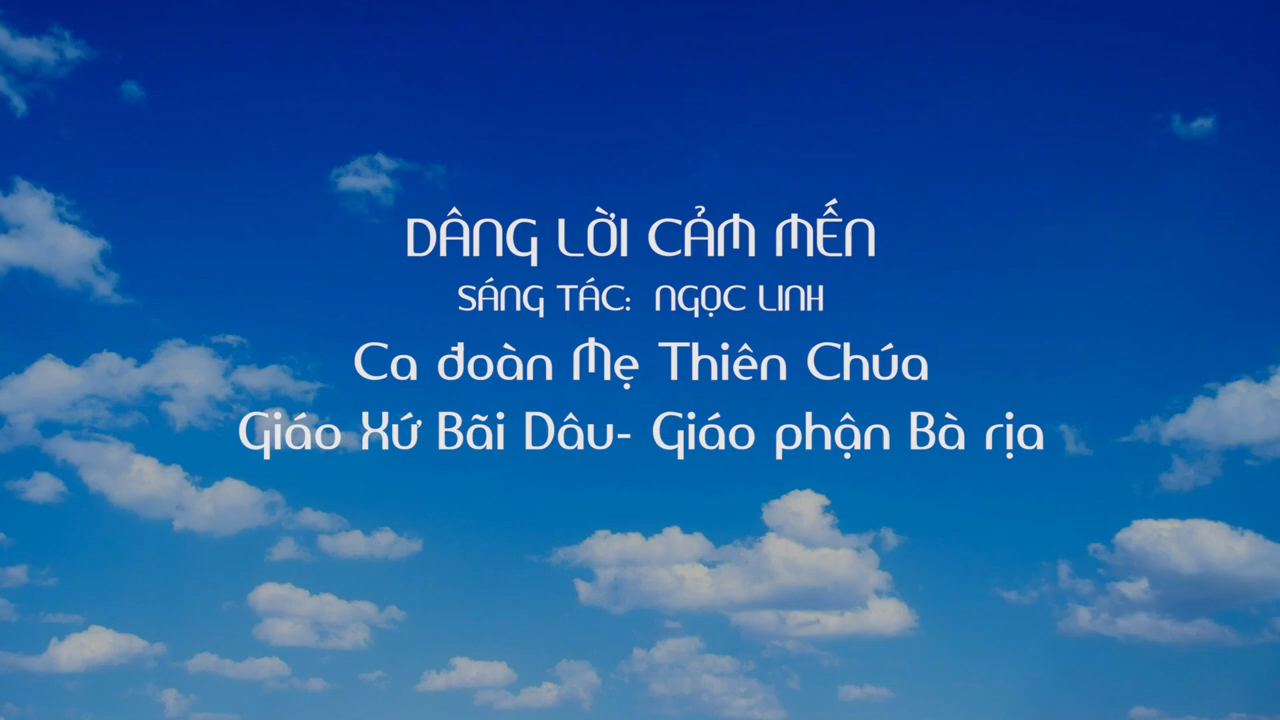 DÂNG LỜI CẢM MẾN
SÁNG TÁC: NGỌC LINH
Ca đoàn Mẹ Thiên Chúa
Giáo Xứ Bãi Dâu- Giáo phận Bà rịa